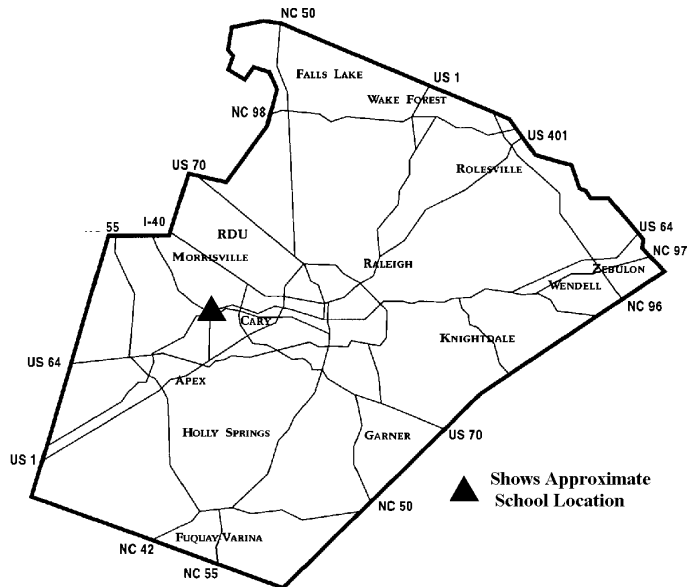 NC 50
FALLS LAKE
US 1
WAKE FOREST
NC 98
US 401
US 70
ROLESVILLE
55
I-40
RDU
US 64
MORRISVILLE
NC 97
RALEIGH
ZEBULON
WENDELL
NC 96
CARY
KNIGHTDALE
US 64
APEX
HOLLY SPRINGS
GARNER
US 70
US 1
Shows Approximate
School Location
NC 50
FUQUAY VARINA
NC 42
NC 55